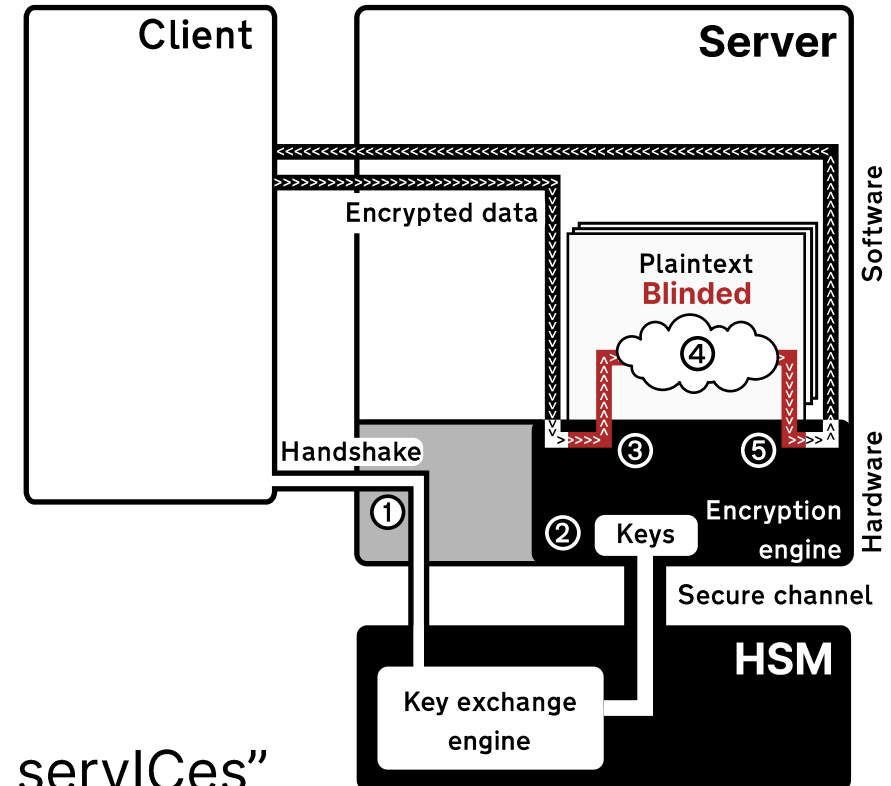 Client
Server
Encrypted data
Software
Plaintext
Blinded
④
Handshake
③
⑤
Hardware
①
②
Keys
Encryption
engine
Secure channel
HSM
Key exchange
engine
servICes”